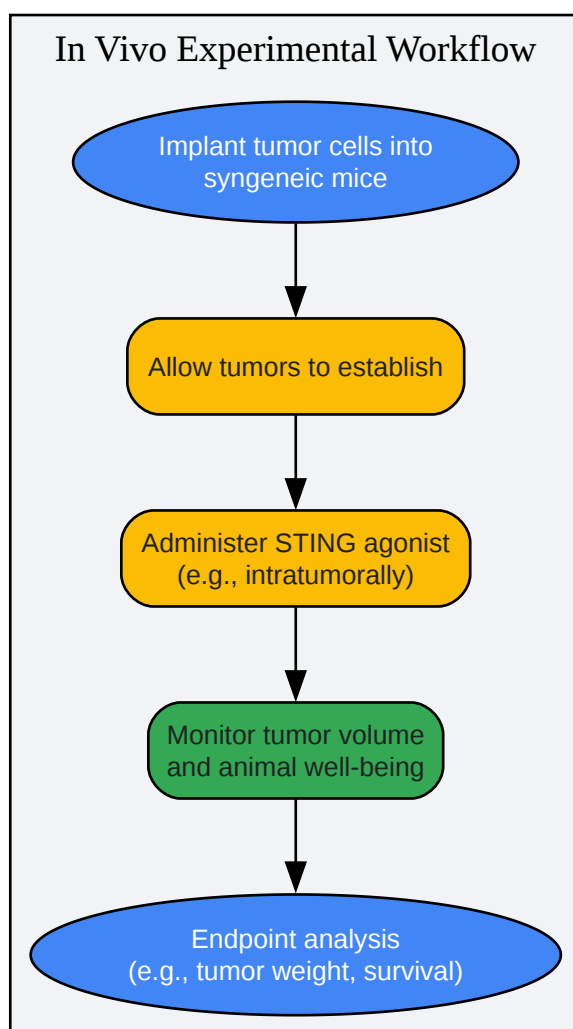 In Vivo Experimental Workflow
Implant tumor cells into
syngeneic mice
Allow tumors to establish
Administer STING agonist
(e.g., intratumorally)
Monitor tumor volume
and animal well-being
Endpoint analysis
(e.g., tumor weight, survival)